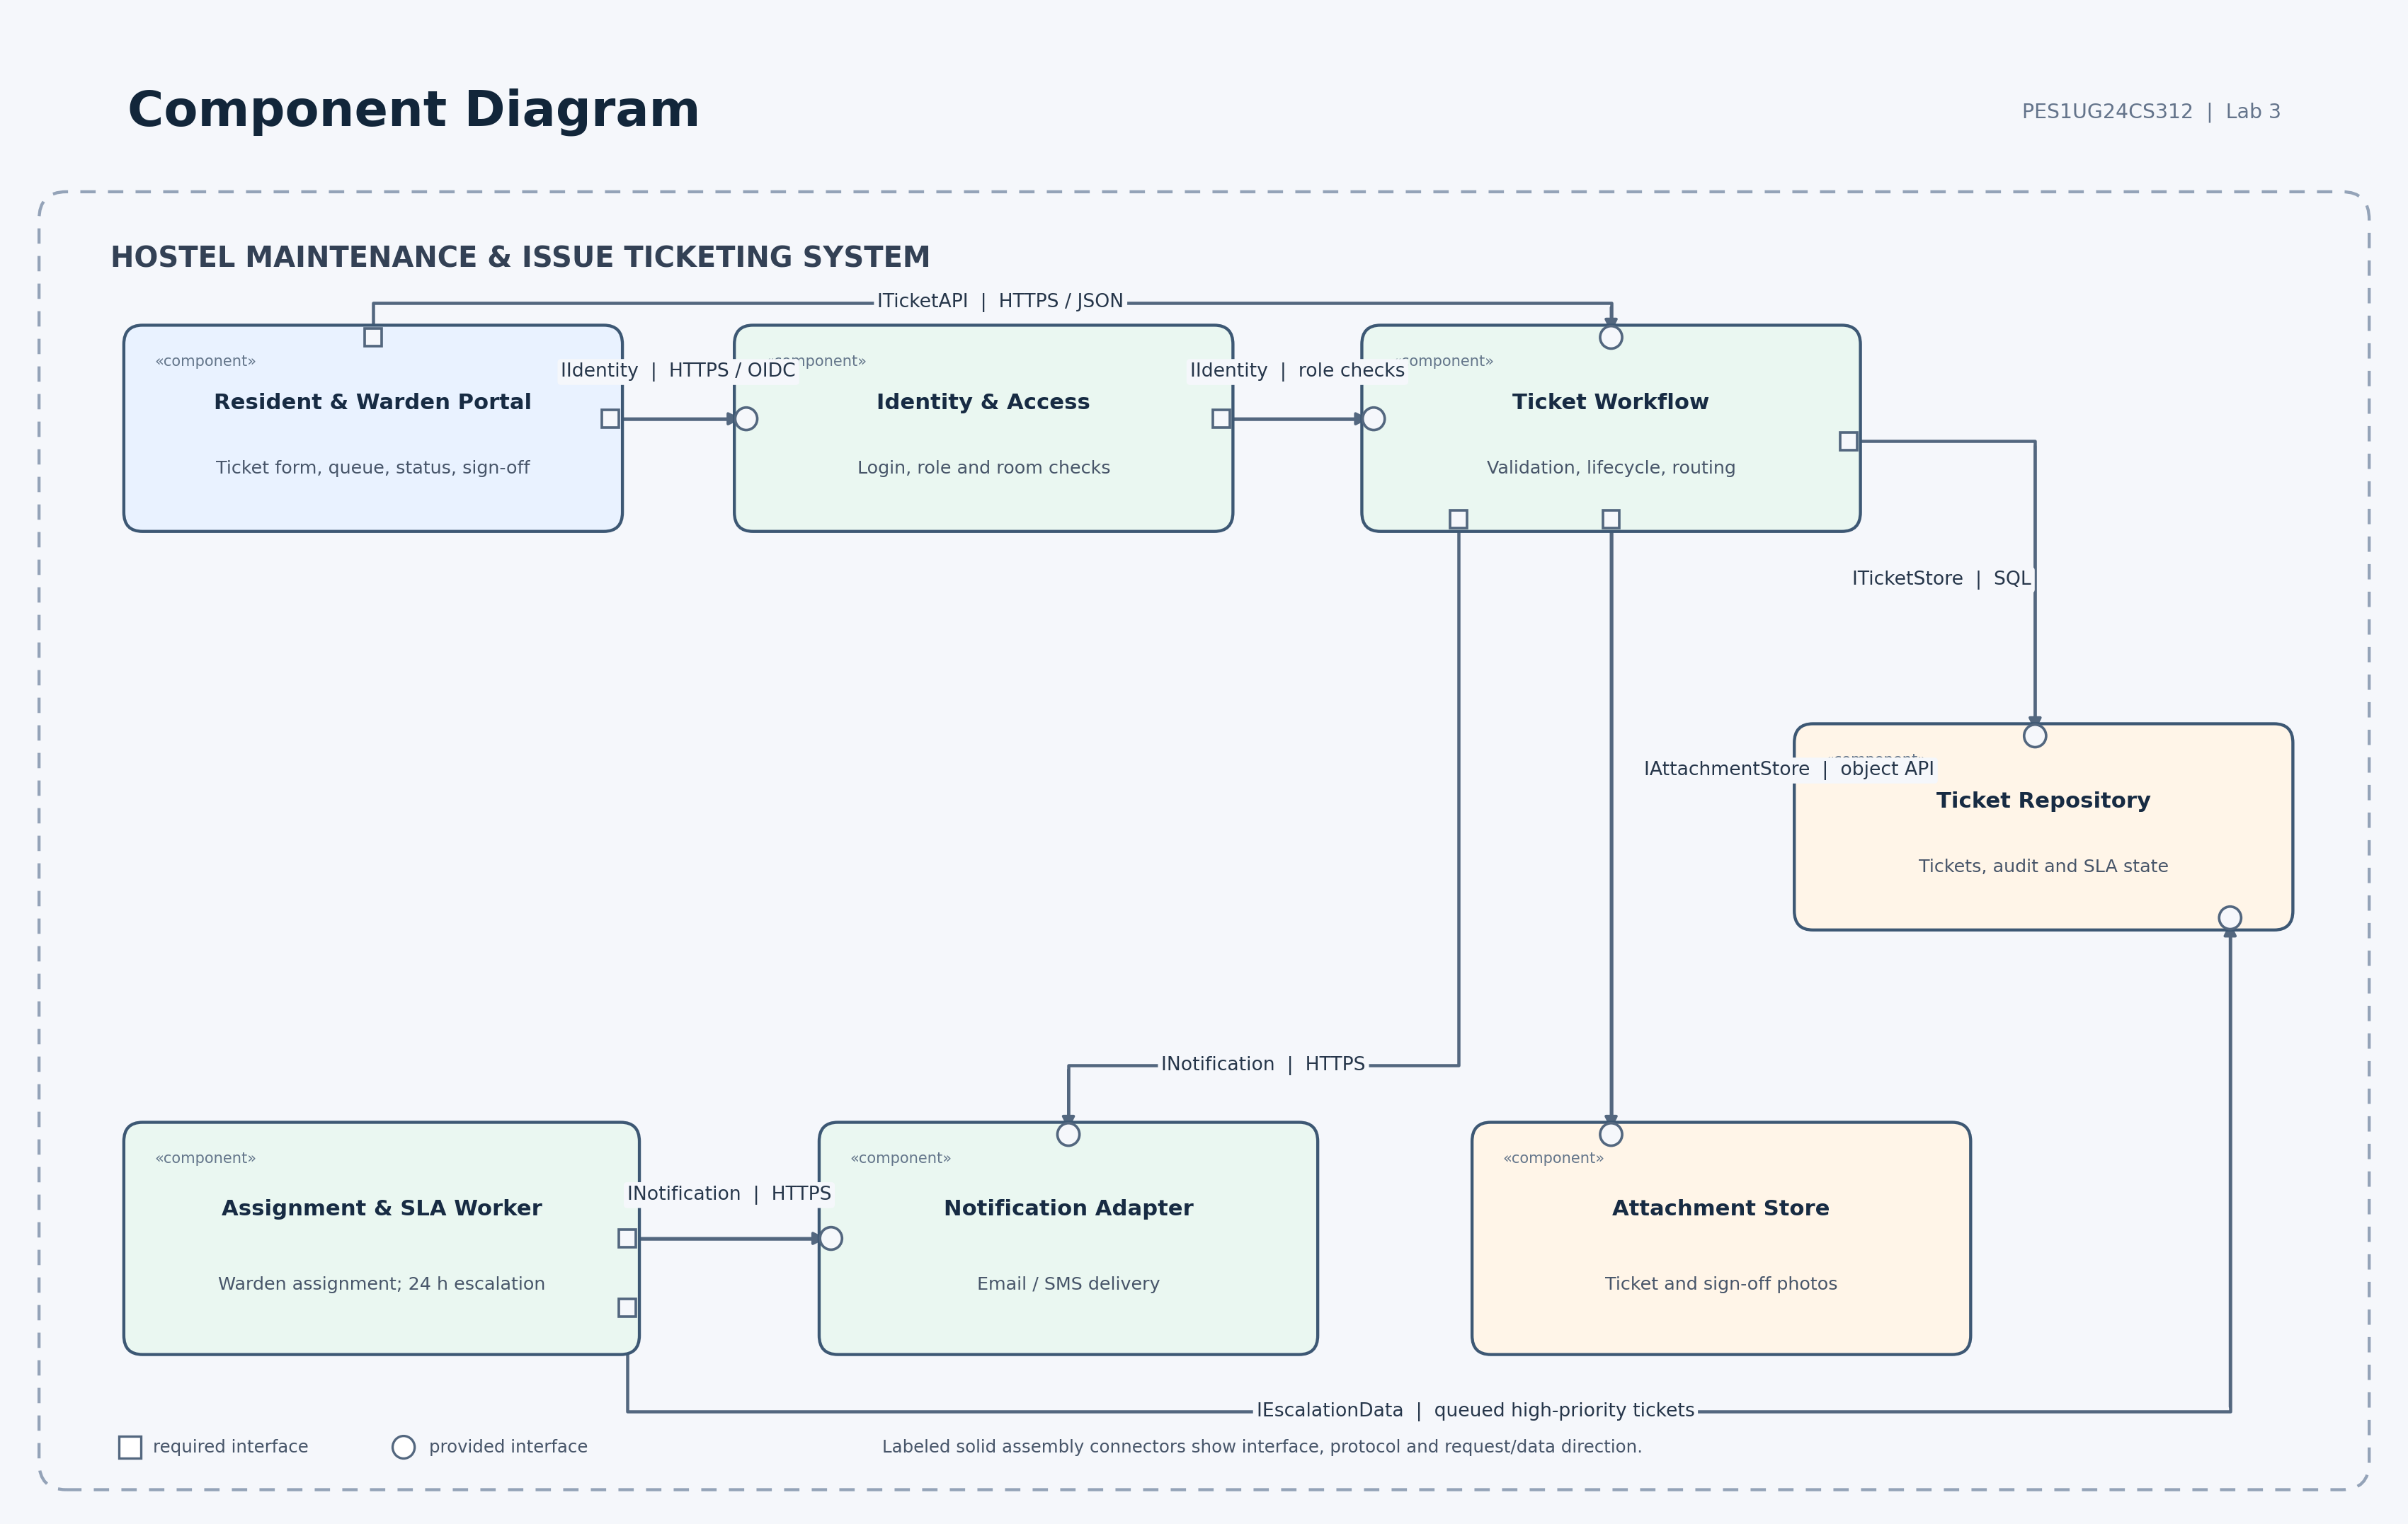 Component Diagram
PES1UG24CS312 | Lab 3
HOSTEL MAINTENANCE & ISSUE TICKETING SYSTEM
ITicketAPI | HTTPS / JSON
«component»
IIdentity | HTTPS / OIDC
IIdentity | role checks
Resident & Warden Portal
Identity & Access
Ticket Workflow
Ticket form, queue, status, sign-off
Login, role and room checks
Validation, lifecycle, routing
ITicketStore | SQL
IAttachmentStore | object API
Ticket Repository
Tickets, audit and SLA state
INotification | HTTPS
«component»
«component»
«component»
INotification | HTTPS
Assignment & SLA Worker
Notification Adapter
Attachment Store
Warden assignment; 24 h escalation
Email / SMS delivery
Ticket and sign-off photos
IEscalationData | queued high-priority tickets
required interface
provided interface
Labeled solid assembly connectors show interface, protocol and request/data direction.